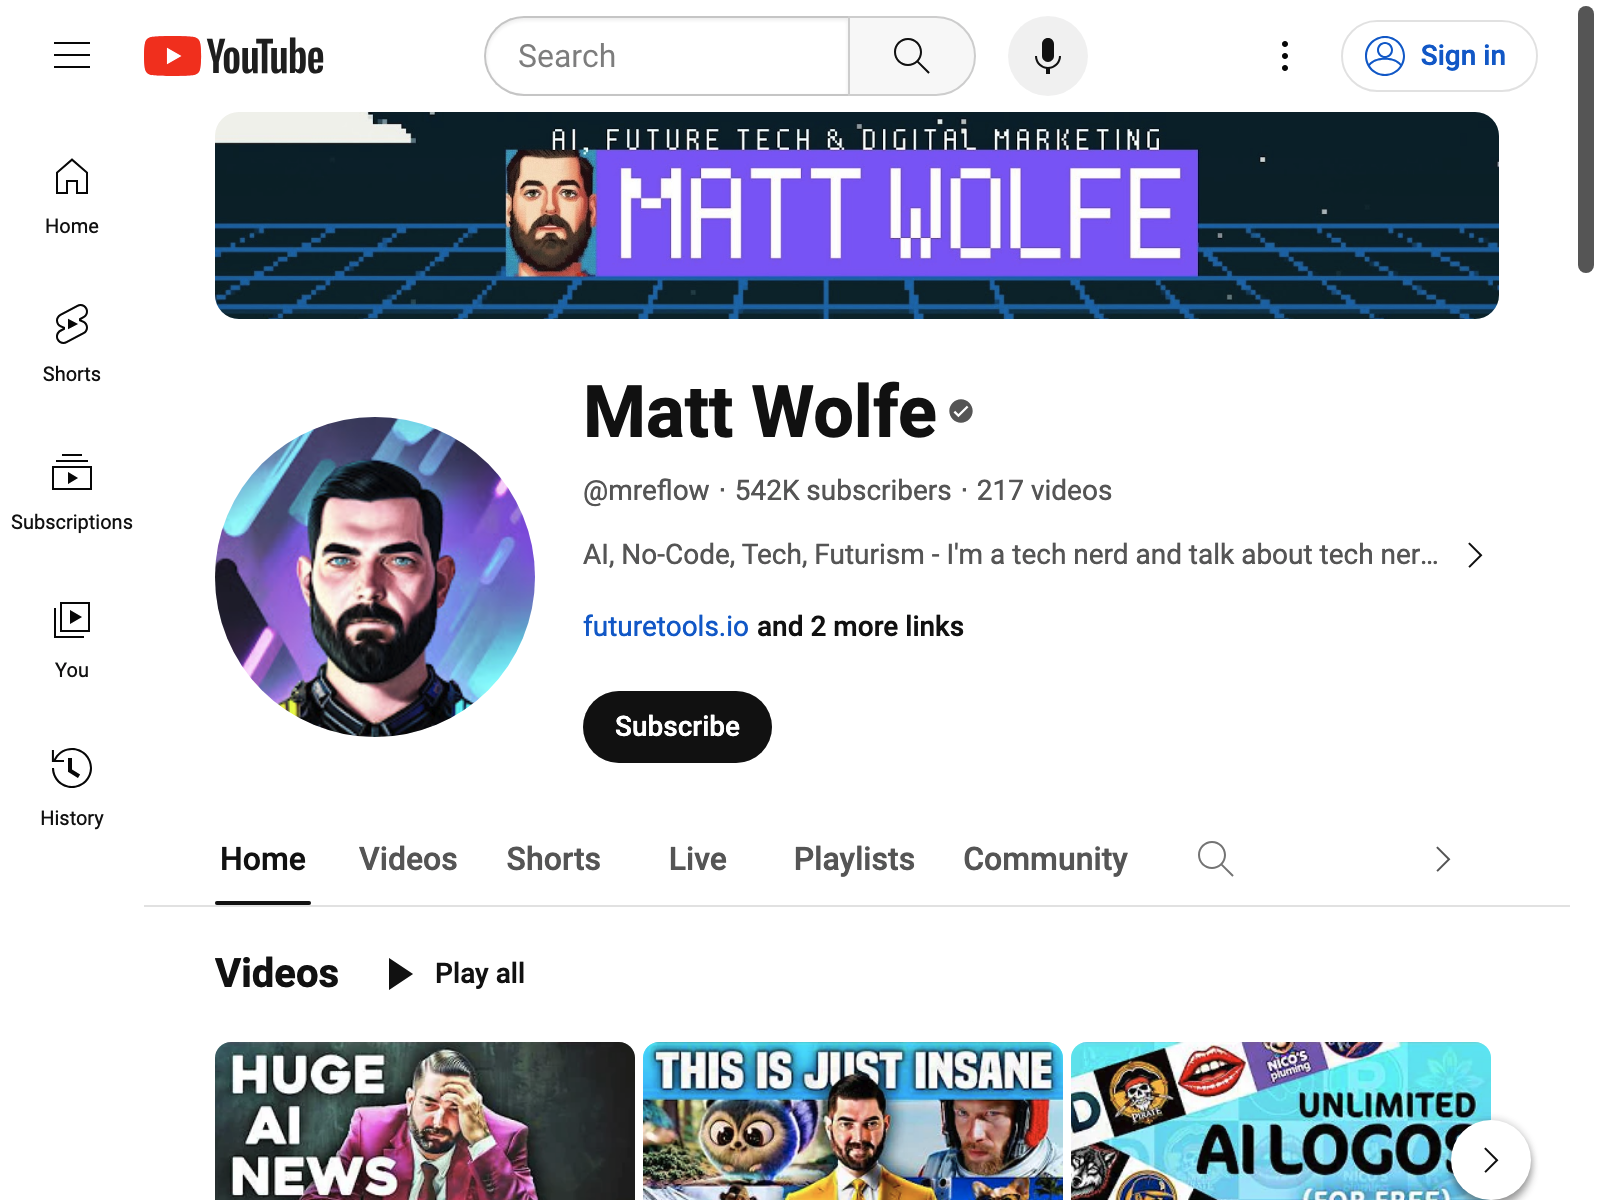 YouTube
Search
Sign in
Home
Shorts
Subscriptions
You
History
AI, FUTURE TECH & DIGITAL MARKETING
MATT WOLFE
Matt Wolfe
@mreflow · 542K subscribers · 217 videos
AI, No-Code, Tech, Futurism - I'm a tech nerd and talk about tech ner...
futuretools.io and 2 more links
Subscribe
Home Videos Shorts Live Playlists Community
Videos Play all
HUGE
AI
NEWS
THIS IS JUST INSANE
PIRATE
NICO'S
pluming
UNLIMITED
AI LOGOS
(FOR FREE)